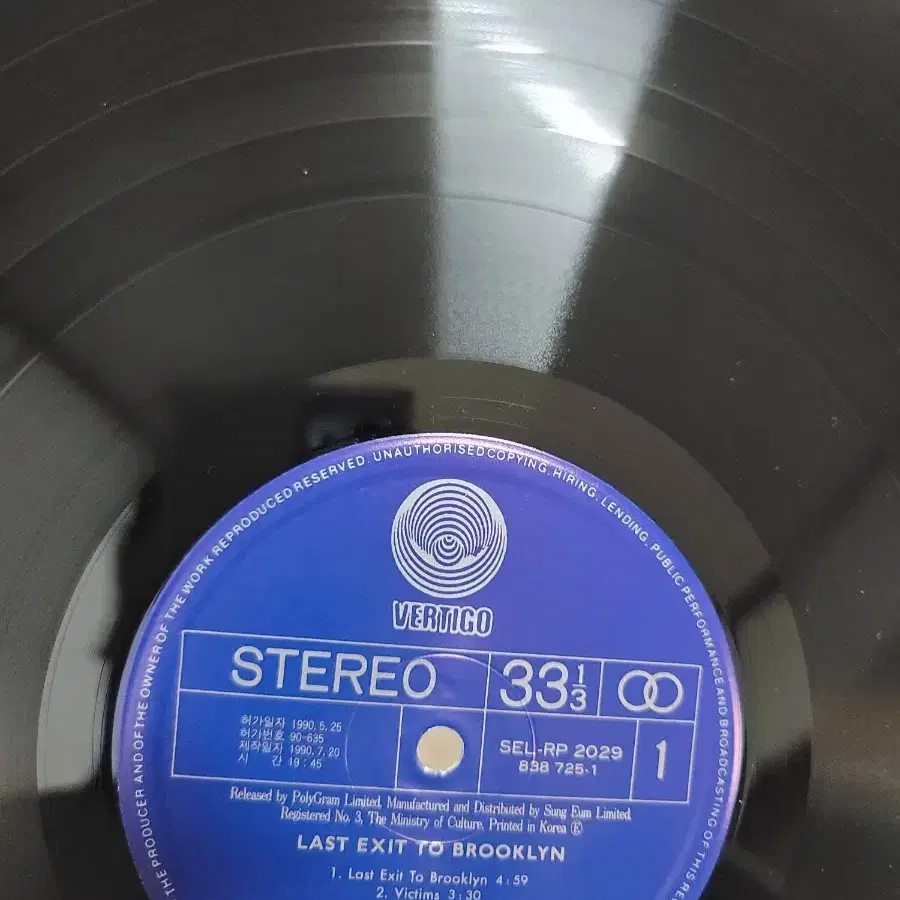 THE PRODUCER AND OF THE OWNER OF THE WORK REPRODUCED RESERVED. UNAUTHORISED COPYING, HIRING, LENDING, PUBLIC PERFORMANCE AND BROADCASTING OF THIS RE
VERTIGO
STEREO 33 1/3
허가일자 1990. 5. 25
허가번호 90-635
제작일자 1990. 7. 20
시 간 19:45
SEL-RP 2029
838 725-1
1
Released by PolyGram Limited, Manufactured and Distributed by Sung Eum Limited,
Registered No. 3, The Ministry of Culture, Printed in Korea Ⓚ
LAST EXIT TO BROOKLYN
1. Last Exit To Brooklyn 4:59
2. Victims 3:30